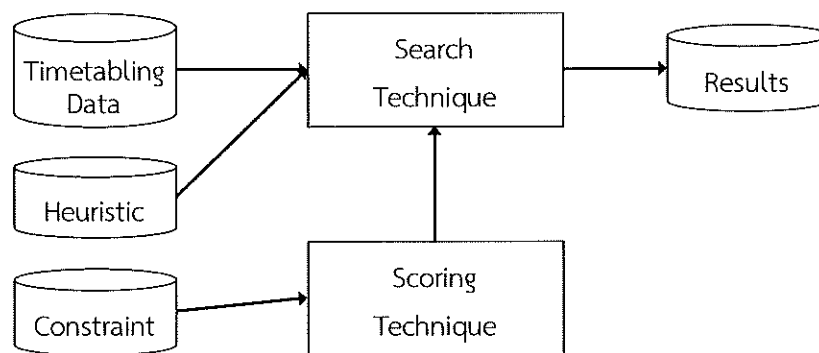 Timetabling
Data
Search
Technique
Results
Heuristic
Constraint
Scoring
Technique